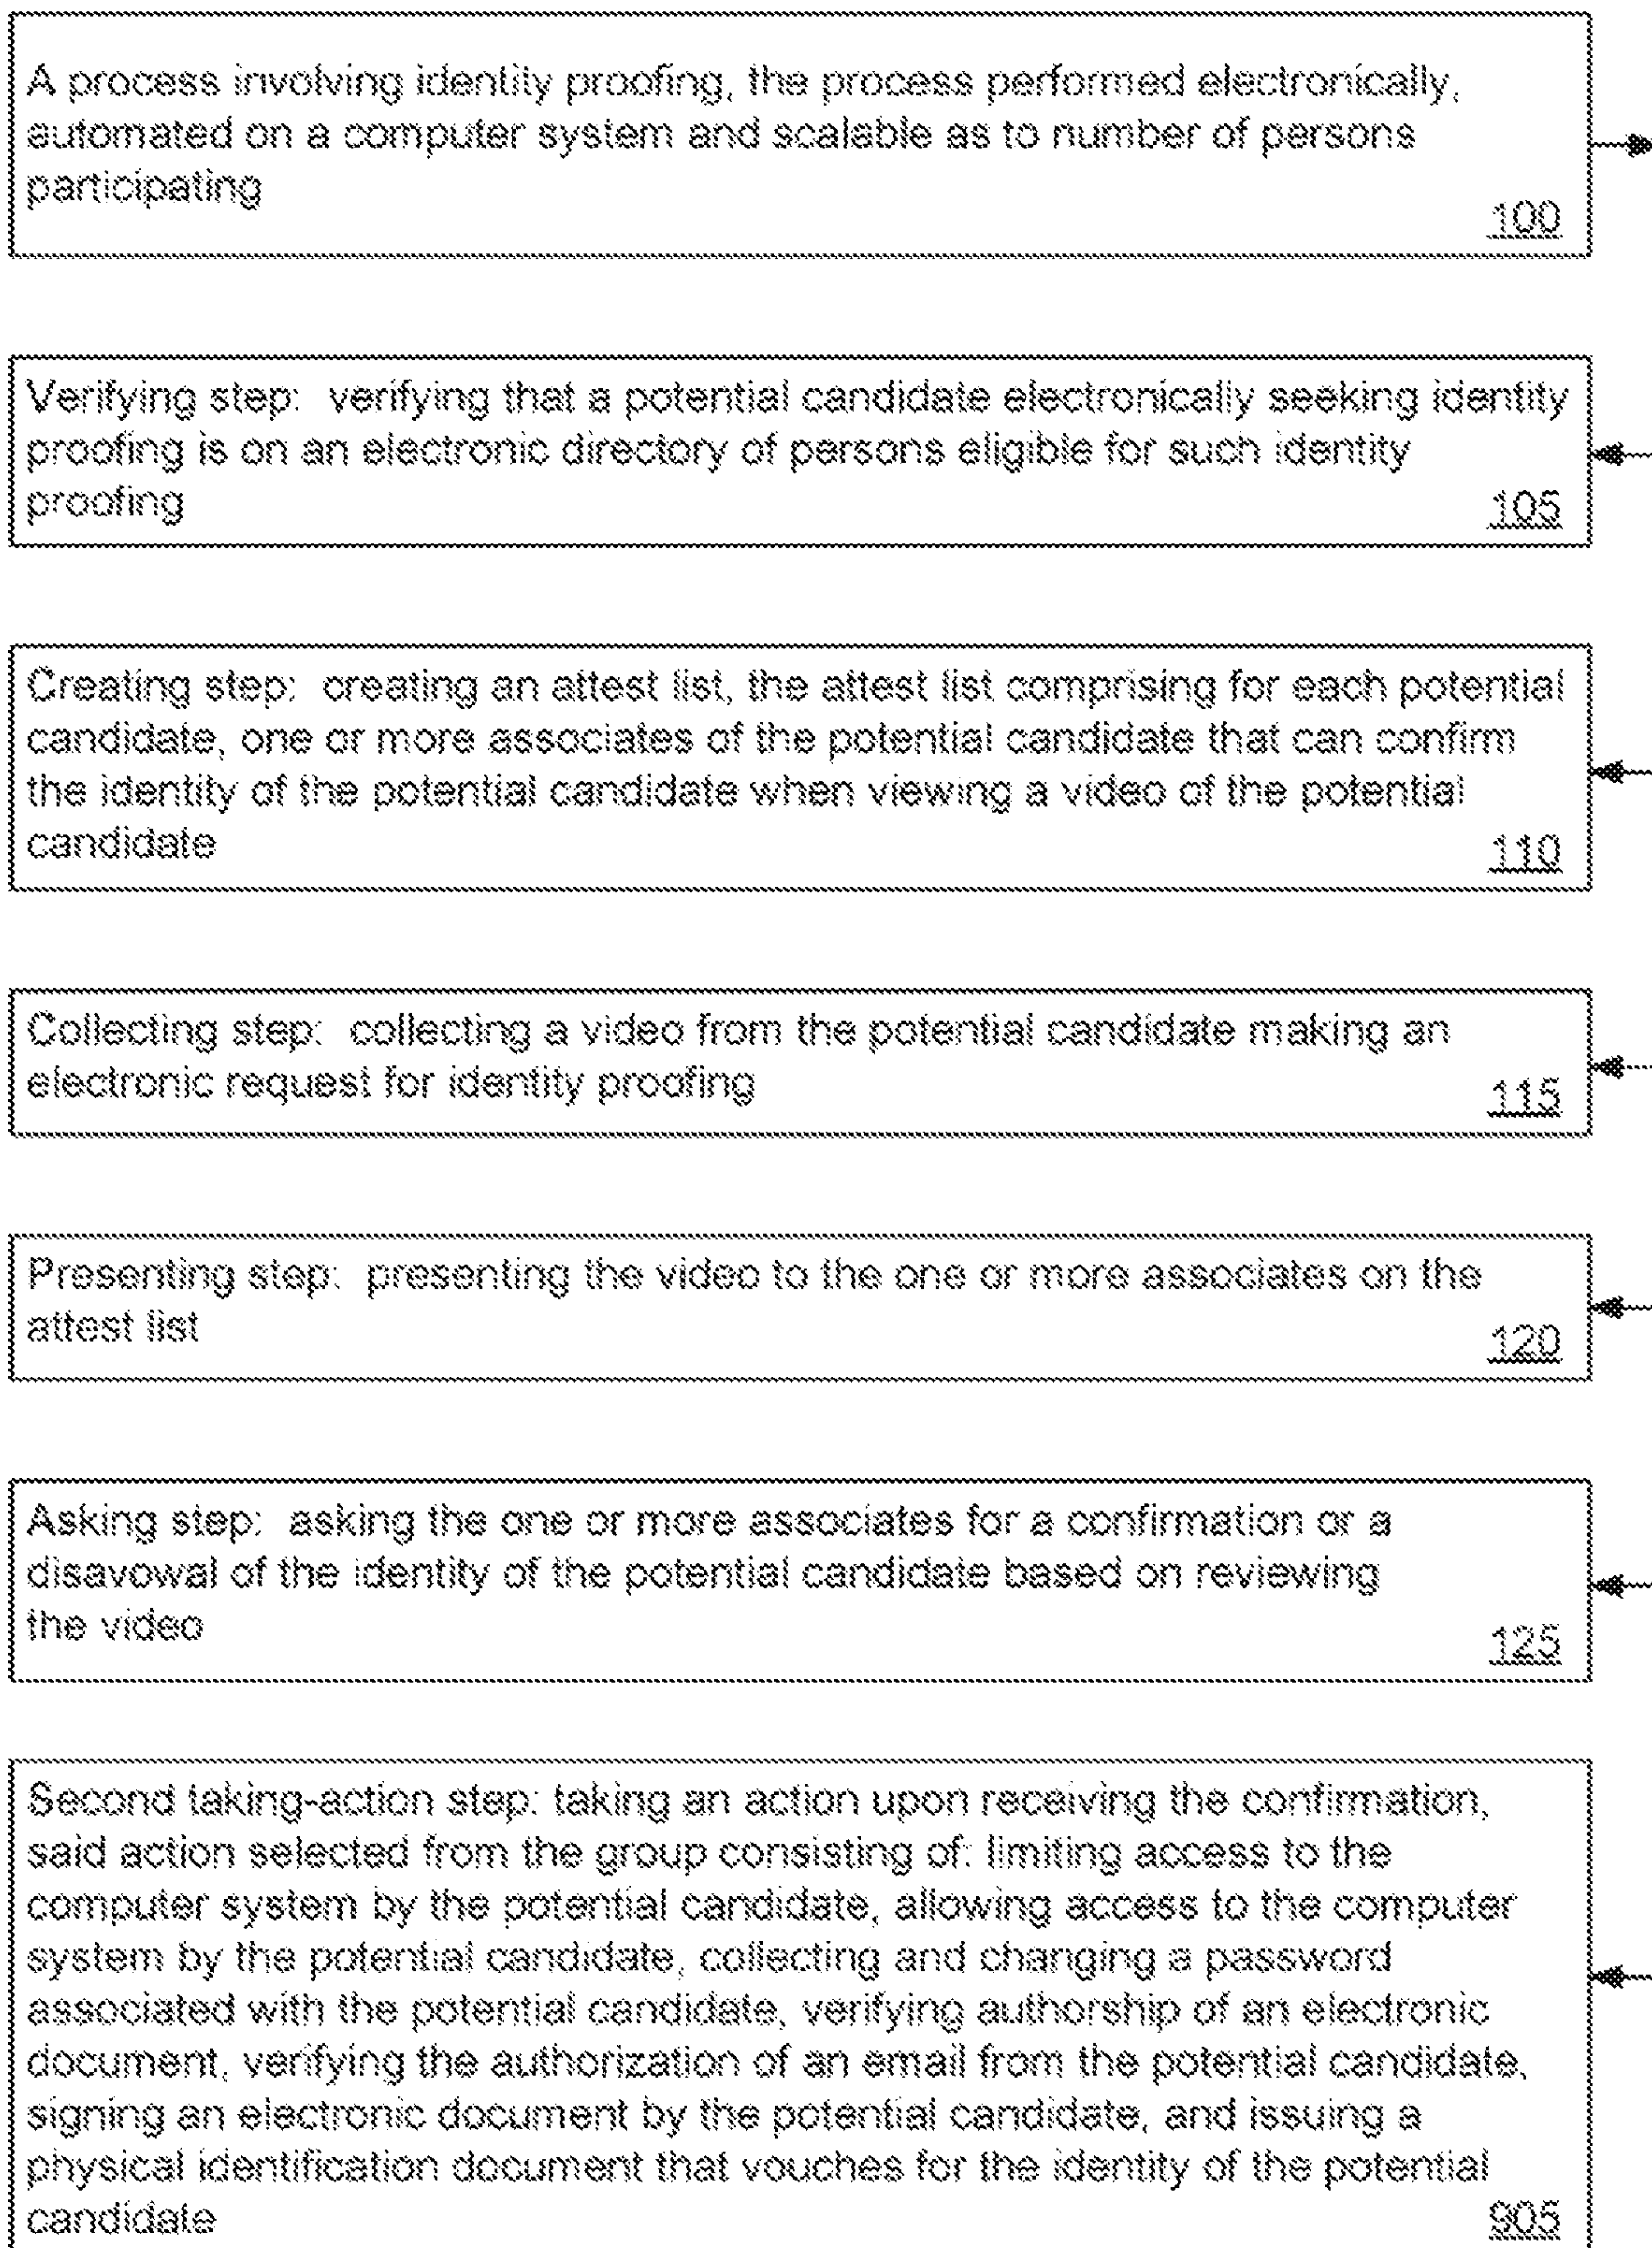 A process involving identity proofing, the process performed electronically,
automated on a computer system and scalable as to number of persons
participating
100
Verifying step: verifying that a potential candidate electronically seeking identity
proofing is on an electronic directory of persons eligible for such identity
proofing
105
Creating step: creating an attest list, the attest list comprising for each potential
candidate, one or more associates of the potential candidate that can confirm
the identity of the potential candidate when viewing a video of the potential
candidate
110
Collecting step: collecting a video from the potential candidate making an
electronic request for identity proofing
115
Presenting step: presenting the video to the one or more associates on the
attest list
120
Asking step: asking the one or more associates for a confirmation or a
disavowal of the identity of the potential candidate based on reviewing
the video
125
Second taking-action step: taking an action upon receiving the confirmation,
said action selected from the group consisting of: limiting access to the
computer system by the potential candidate, allowing access to the computer
system by the potential candidate, collecting and changing a password
associated with the potential candidate, verifying authorship of an electronic
document, verifying the authorization of an email from the potential candidate,
signing an electronic document by the potential candidate, and issuing a
physical identification document that vouches for the identity of the potential
candidate
905